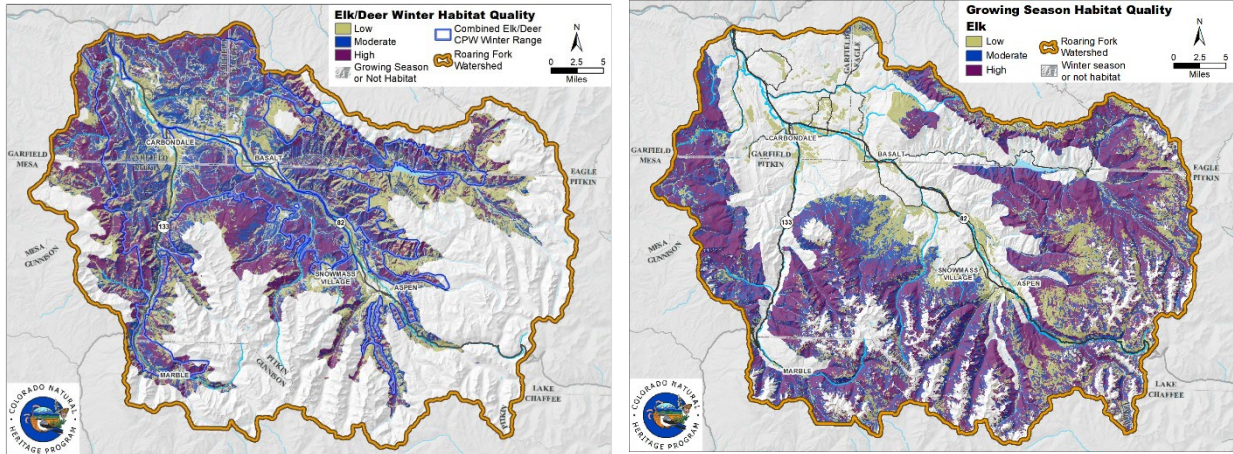 Elk/Deer Winter Habitat Quality
Low
Moderate
High
Growing Season
or Not Habitat
Combined Elk/Deer
CPW Winter Range
Roaring Fork
Watershed
N
0 2.5 5
Miles
CARBONDALE
BASALT
GARFIELD
MESA
EAGLE
PITKIN
133
82
MESA
GUNNISON
SNOWMASS
VILLAGE
ASPEN
PITKIN
GUNNISON
MARBLE
LAKE
CHAFFEE
PITKIN
COLORADO NATURAL
HERITAGE PROGRAM
Growing Season Habitat Quality
Elk
Low
Moderate
High
Roaring Fork
Watershed
Winter season
or not habitat
N
0 2.5 5
Miles
GARFIELD
EAGLE
CARBONDALE
GARFIELD
PITKIN
BASALT
GARFIELD
MESA
EAGLE
PITKIN
133
82
MESA
GUNNISON
SNOWMASS
VILLAGE
ASPEN
PITKIN
GUNNISON
MARBLE
LAKE
CHAFFEE
COLORADO NATURAL
HERITAGE PROGRAM